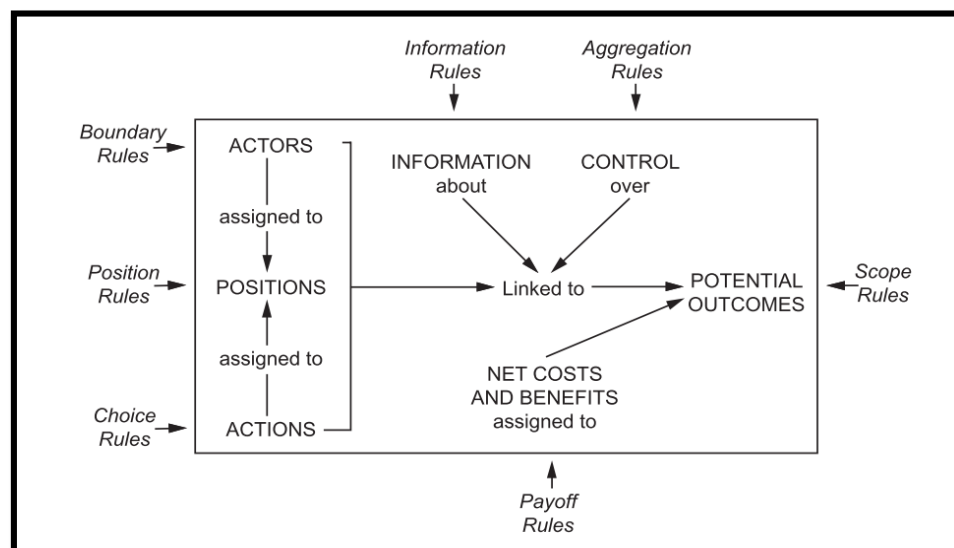 Information
Rules
Aggregation
Rules
Boundary
Rules
ACTORS
INFORMATION
about
CONTROL
over
assigned to
Position
Rules
POSITIONS
Linked to
POTENTIAL
OUTCOMES
Scope
Rules
assigned to
NET COSTS
AND BENEFITS
assigned to
Choice
Rules
ACTIONS
Payoff
Rules